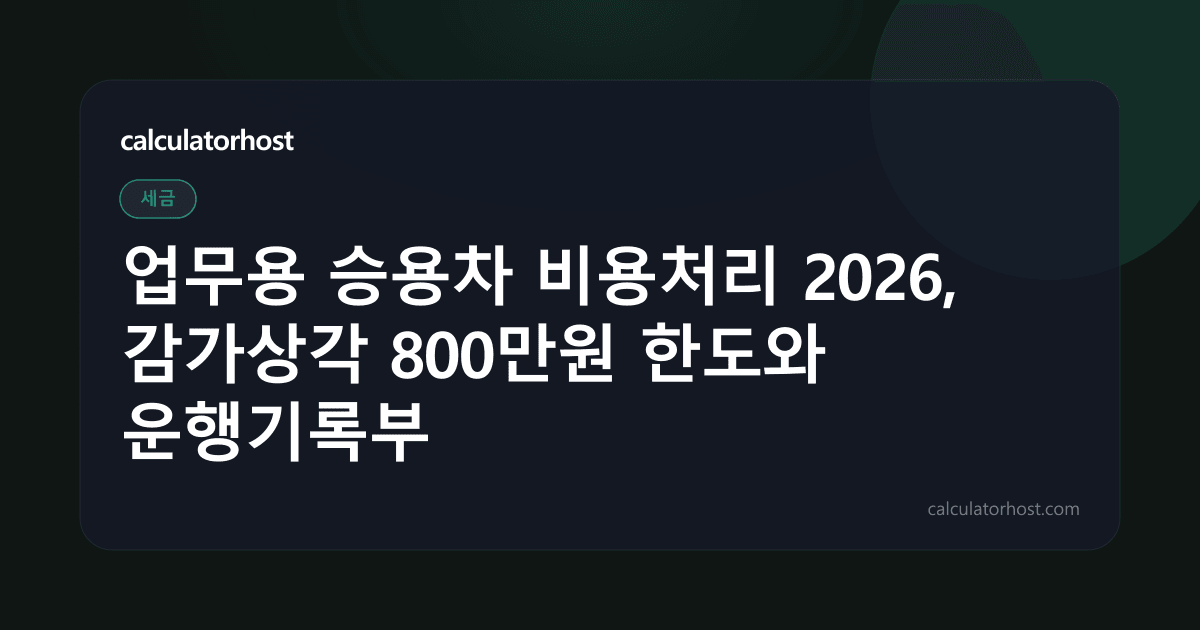 calculatorhost
세금
업무용 승용차 비용처리 2026,
감가상각 800만원 한도와
운행기록부
calculatorhost.com